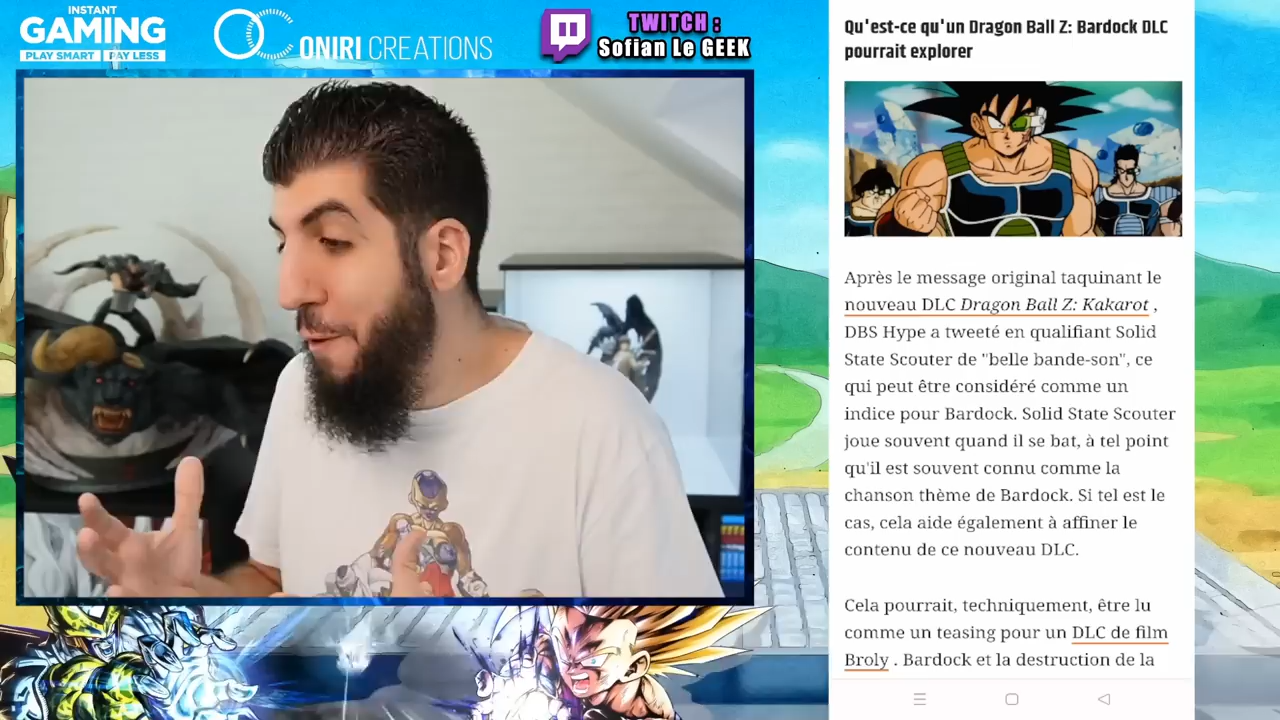 INSTANT
GAMING
PLAY SMART PAY LESS
ONIRI CREATIONS
TWITCH :
Sofian Le GEEK
Qu'est-ce qu'un Dragon Ball Z: Bardock DLC
pourrait explorer
Après le message original taquinant le
nouveau DLC Dragon Ball Z: Kakarot ,
DBS Hype a tweeté en qualifiant Solid
State Scouter de "belle bande-son", ce
qui peut être considéré comme un
indice pour Bardock. Solid State Scouter
joue souvent quand il se bat, à tel point
qu'il est souvent connu comme la
chanson thème de Bardock. Si tel est le
cas, cela aide également à affiner le
contenu de ce nouveau DLC.
Cela pourrait, techniquement, être lu
comme un teasing pour un DLC de film
Broly . Bardock et la destruction de la